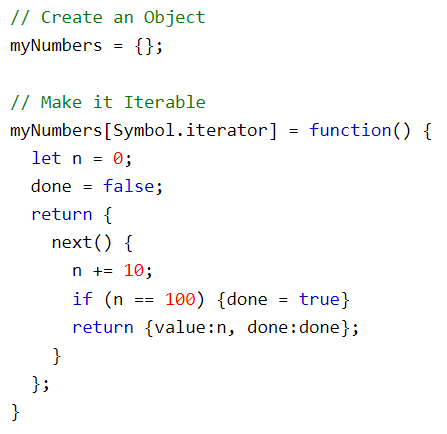 // Create an Object
myNumbers = {};

// Make it Iterable
myNumbers[Symbol.iterator] = function() {
  let n = 0;
  done = false;
  return {
    next() {
      n += 10;
      if (n == 100) {done = true}
      return {value:n, done:done};
    }
  };
}